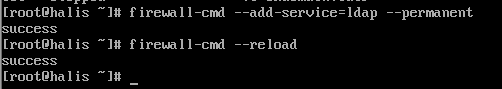 [root@halis ~]# firewall-cmd --add-service=ldap --permanent
success
[root@halis ~]# firewall-cmd --reload
success
[root@halis ~]# _